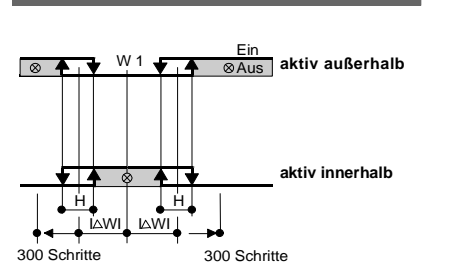 Ein
W 1
Aus
aktiv außerhalb
aktiv innerhalb
H H
I△WI I△WI
300 Schritte 300 Schritte